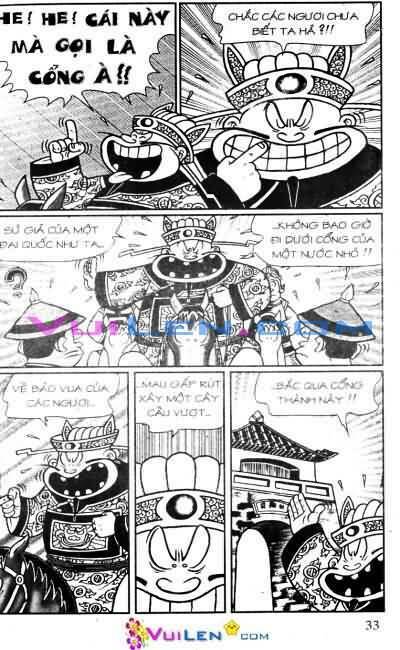 HE! HE! CÁI NÀY
MÀ GỌI LÀ
CỔNG À!!
CHẮC CÁC NGƯƠI CHƯA
BIẾT TA HẢ?!!
SỨ GIẢ CỦA MỘT
ĐẠI QUỐC NHƯ TA...
...KHÔNG BAO GIỜ
ĐI DƯỚI CỔNG CỦA
MỘT NƯỚC NHỎ!!
?
VUILEN.COM
VỀ BẢO VUA CỦA
CÁC NGƯƠI...
...MAU GẤP RÚT
XÂY MỘT CÂY
CẦU VƯỢT...
...BẮC QUA CỔNG
THÀNH NÀY!!
33
VUILEN.COM